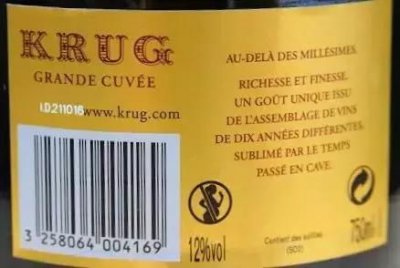 KRUG
GRANDE CUVÉE
I.D211016 www.krug.com
3 258064 004169
AU-DELÀ DES MILLÉSIMES.
RICHESSE ET FINESSE.
UN GOÛT UNIQUE ISSU
DE L'ASSEMBLAGE DE VINS
DE DIX ANNÉES DIFFÉRENTES,
SUBLIMÉ PAR LE TEMPS
PASSÉ EN CAVE.
12%vol
Contient des sulfites
(SO2)
750ml